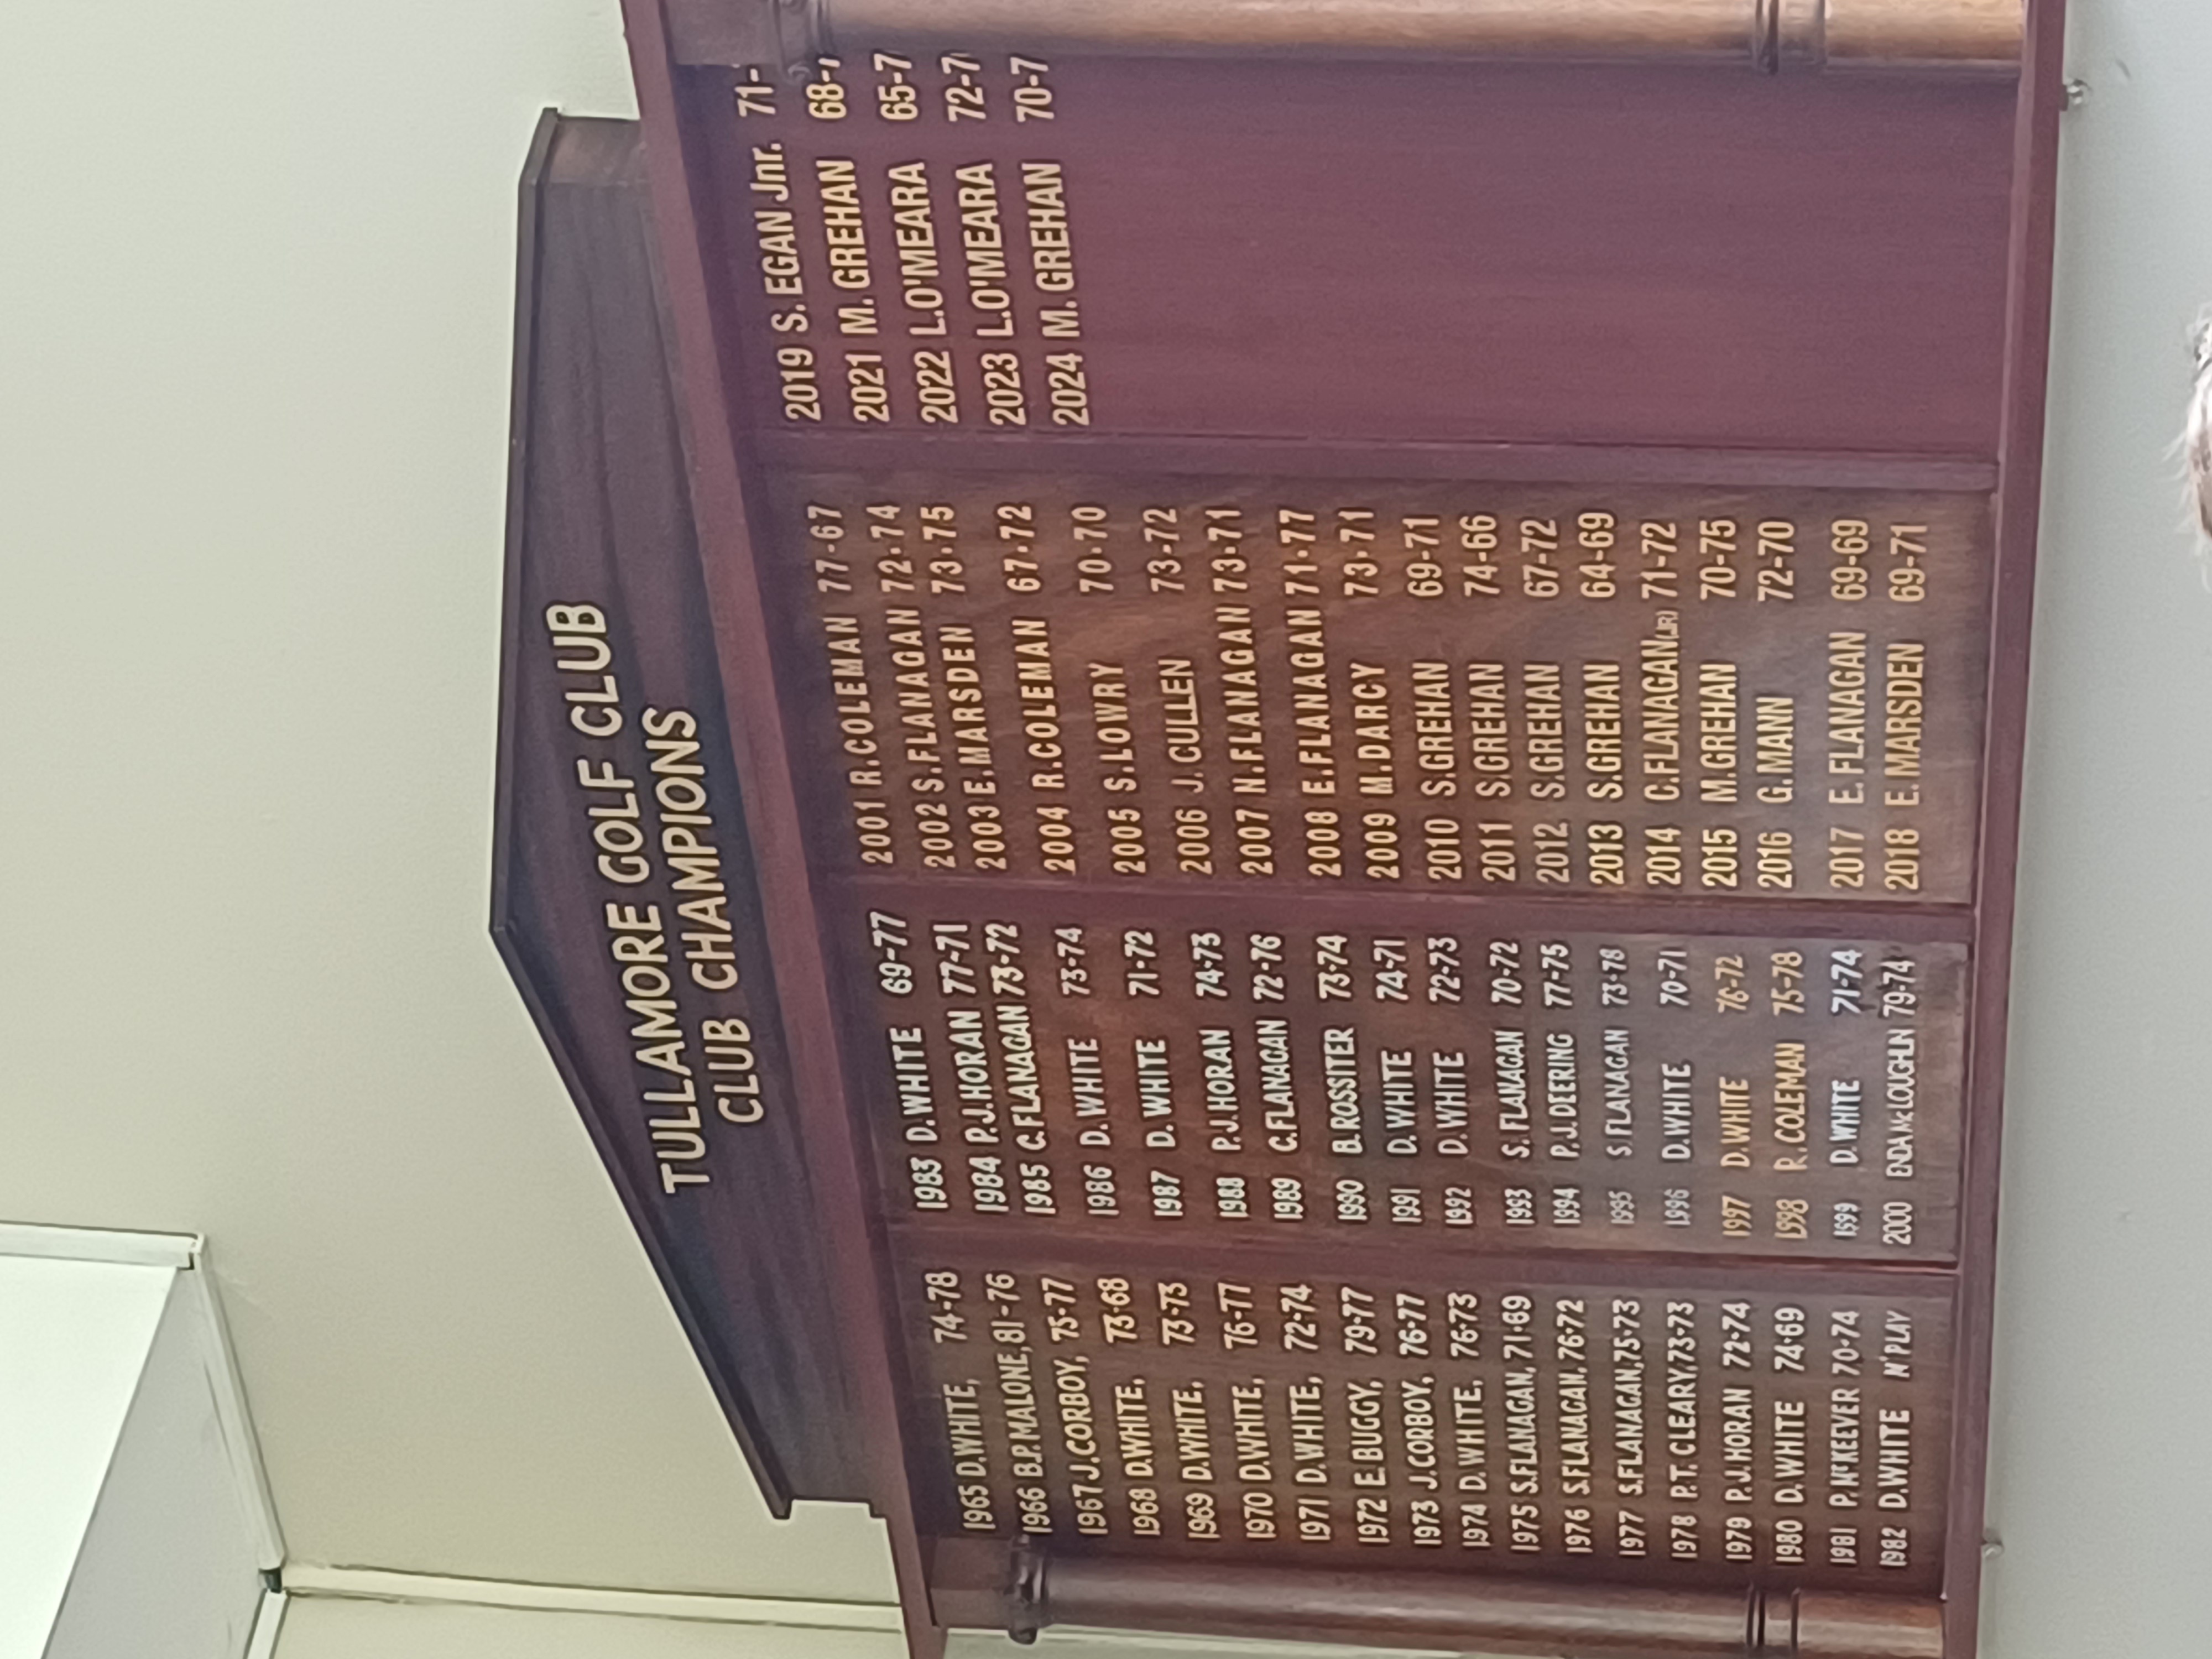 TULLAMORE GOLF CLUB
CLUB CHAMPIONS
1965 D.WHITE, 74-78
1966 B.P.MALONE, 81-76
1967 J.CORBOY, 75-77
1968 D.WHITE, 73-68
1969 D.WHITE, 73-73
1970 D.WHITE, 76-77
1971 D.WHITE, 72-74
1972 E.BUGGY, 79-77
1973 J.CORBOY, 76-77
1974 D.WHITE, 76-73
1975 S.FLANAGAN, 71-69
1976 S.FLANAGAN, 76-72
1977 S.FLANAGAN, 75-73
1978 P.T. CLEARY, 73-73
1979 P.J.HORAN 72-74
1980 D.WHITE 74-69
1981 P.McKEEVER 70-74
1982 D.WHITE N'PLAY
1983 D.WHITE 69-77
1984 P.J.HORAN 77-71
1985 C.FLANAGAN 73-72
1986 D.WHITE 73-74
1987 D.WHITE 71-72
1988 P.J.HORAN 74-73
1989 C.FLANAGAN 72-76
1990 B.ROSSITER 73-74
1991 D.WHITE 74-71
1992 D.WHITE 72-73
1993 S.FLANAGAN 70-72
1994 P.J.DEERING 77-75
1995 S FLANAGAN 73-78
1996 D.WHITE 70-71
1997 D.WHITE 76-72
1998 R.COLEMAN 75-78
1999 D.WHITE 71-74
2000 ENDA Mc LOUGHLIN 79-74
2001 R.COLEMAN 77-67
2002 S.FLANAGAN 72-74
2003 E.MARSDEN 73-75
2004 R.COLEMAN 67-72
2005 S.LOWRY 70-70
2006 J.CULLEN 73-72
2007 N.FLANAGAN 73-71
2008 E.FLANAGAN 71-77
2009 M.DARCY 73-71
2010 S.GREHAN 69-71
2011 S.GREHAN 74-66
2012 S.GREHAN 67-72
2013 S.GREHAN 64-69
2014 C.FLANAGAN(JR) 71-72
2015 M.GREHAN 70-75
2016 G.MANN 72-70
2017 E.FLANAGAN 69-69
2018 E.MARSDEN 69-71
2019 S.EGAN Jnr. 71-
2021 M.GREHAN 68-
2022 L.O'MEARA 65-7
2023 L.O'MEARA 72-7
2024 M.GREHAN 70-7